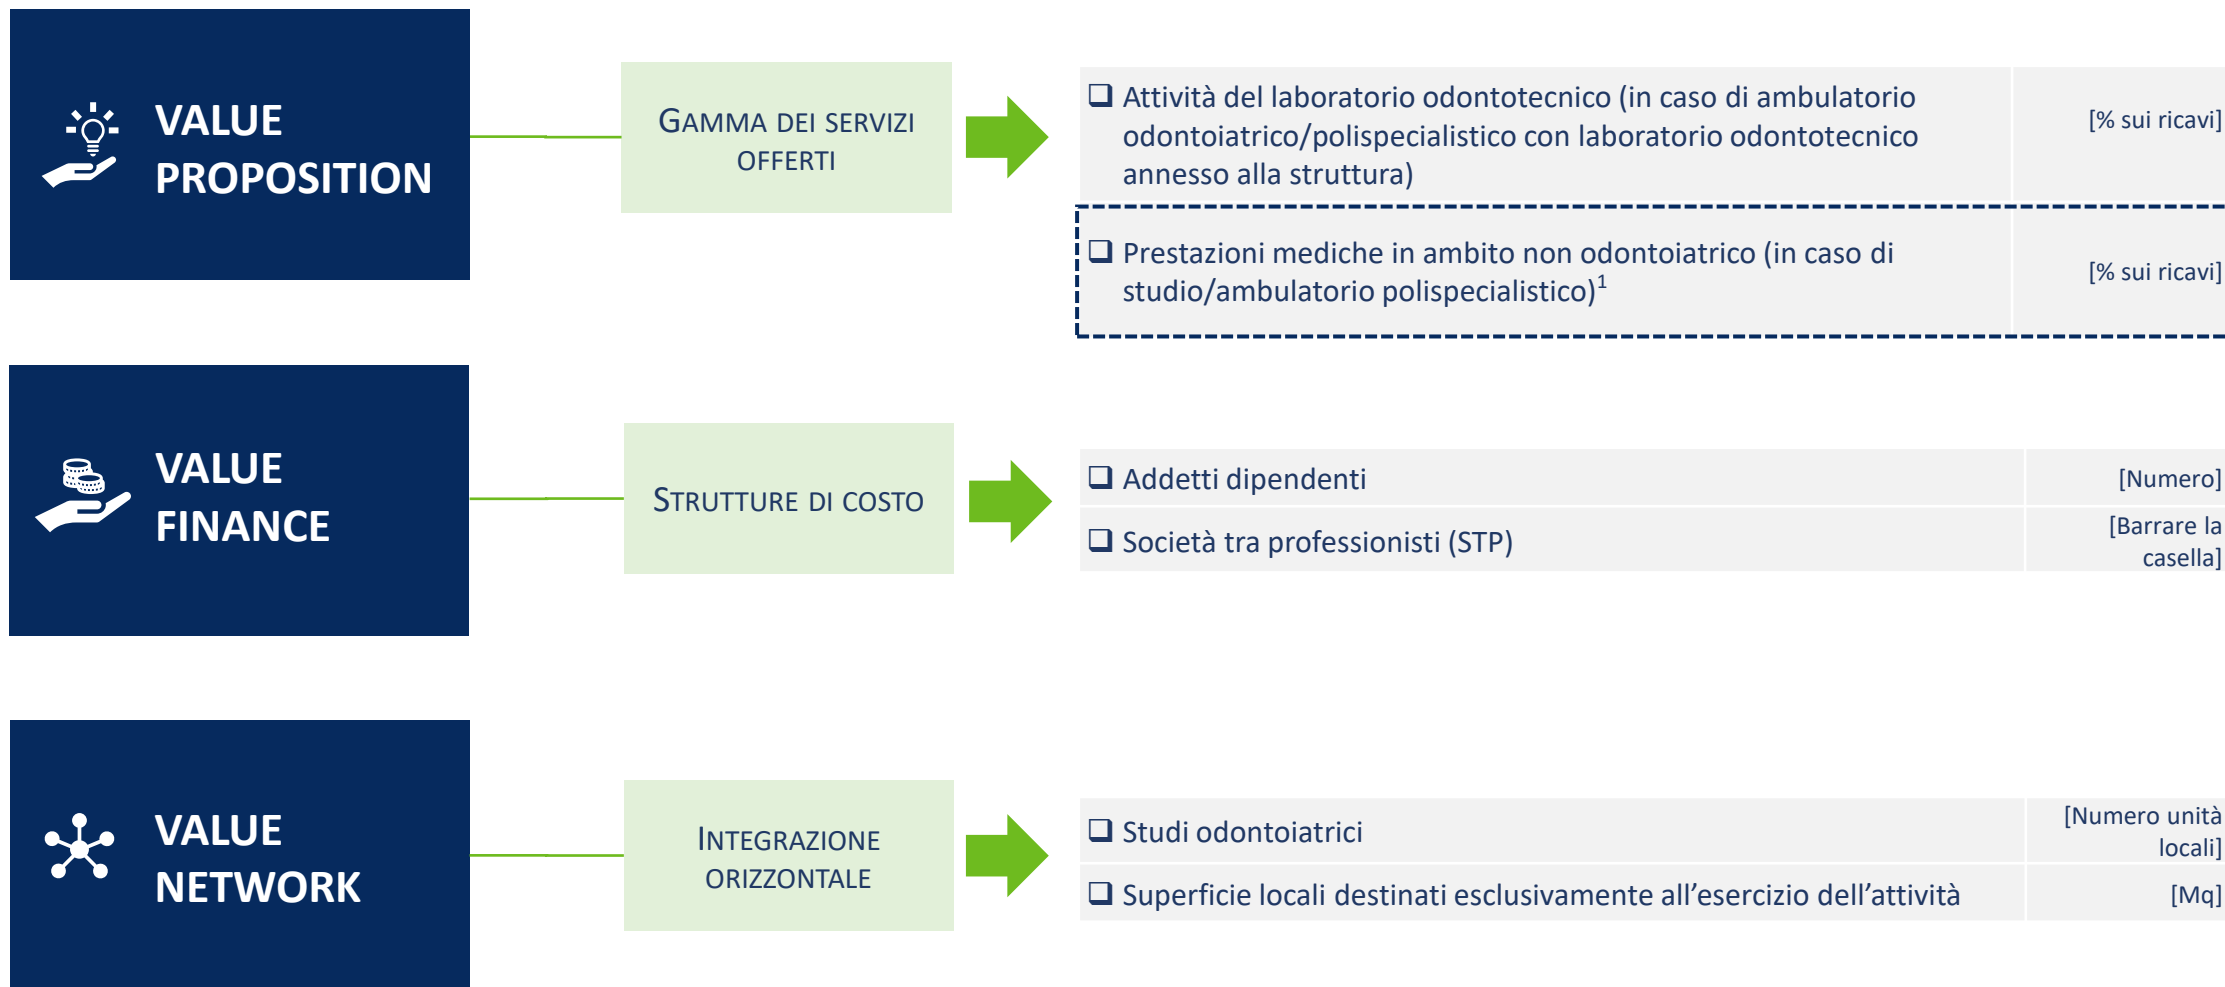 VALUE
PROPOSITION
GAMMA DEI SERVIZI
OFFERTI
❑ Attività del laboratorio odontotecnico (in caso di ambulatorio
odontoiatrico/polispecialistico con laboratorio odontotecnico
annesso alla struttura)
[% sui ricavi]
❑ Prestazioni mediche in ambito non odontoiatrico (in caso di
studio/ambulatorio polispecialistico)¹
[% sui ricavi]
VALUE
FINANCE
STRUTTURE DI COSTO
❑ Addetti dipendenti
[Numero]
❑ Società tra professionisti (STP)
[Barrare la
casella]
VALUE
NETWORK
INTEGRAZIONE
ORIZZONTALE
❑ Studi odontoiatrici
[Numero unità
locali]
❑ Superficie locali destinati esclusivamente all’esercizio dell’attività
[Mq]